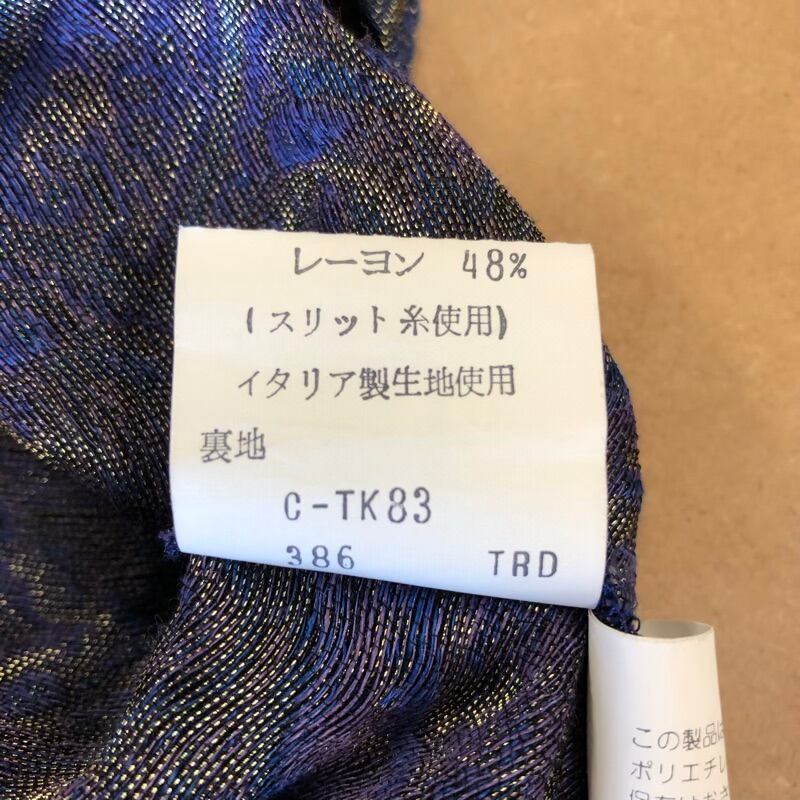 レーヨン 48%
(スリット糸使用)
イタリア製生地使用
裏地
C-TK83
386 TRD
この製品に
ポリエチレ